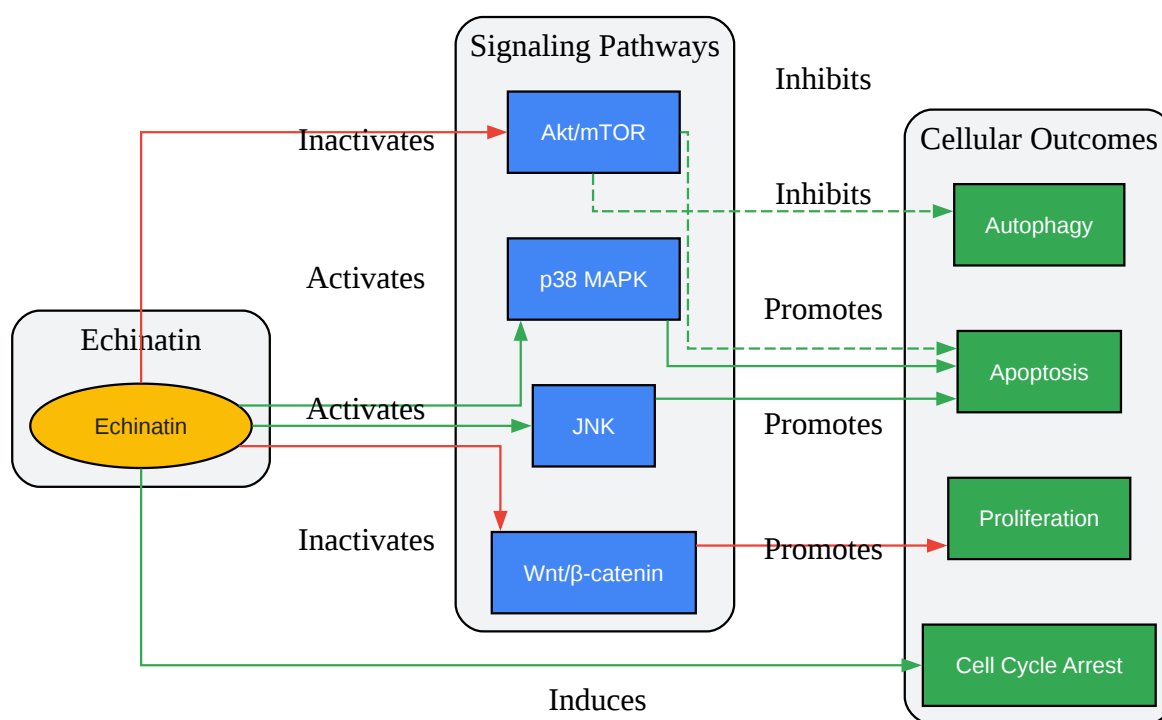 Signaling Pathways
Inhibits
Akt/mTOR
Inactivates
Cellular Outcomes
Inhibits
Autophagy
p38 MAPK
Activates
Promotes
Echinatin
Apoptosis
Activates
Echinatin
JNK
Promotes
Proliferation
Inactivates
Promotes
Wnt/β-catenin
Cell Cycle Arrest
Induces